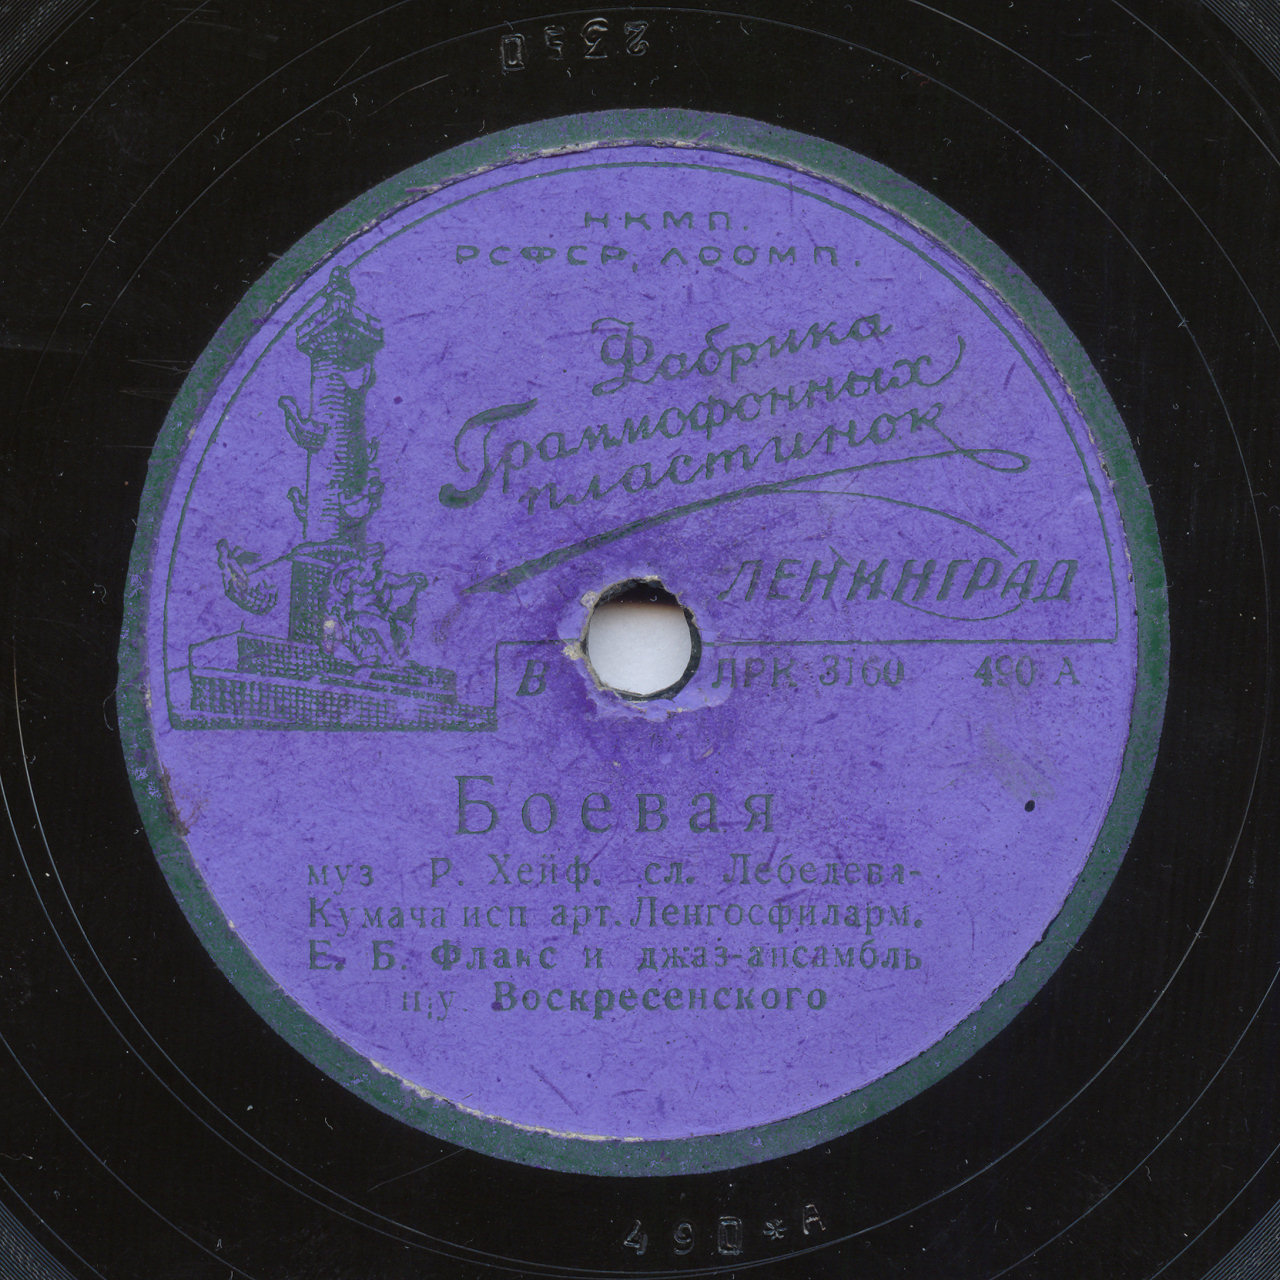 2350
НКМП.
РСФСР, ЛООМП.
Фабрика
Граммофонных
пластинок
ЛЕНИНГРАД
В ЛРК 3160 490 А
Боевая
муз Р. Хейф. сл. Лебедева-
Кумача исп арт. Ленгосфиларм.
Е. Б. Флакс и джаз-ансамбль
п/у Воскресенского
490*А